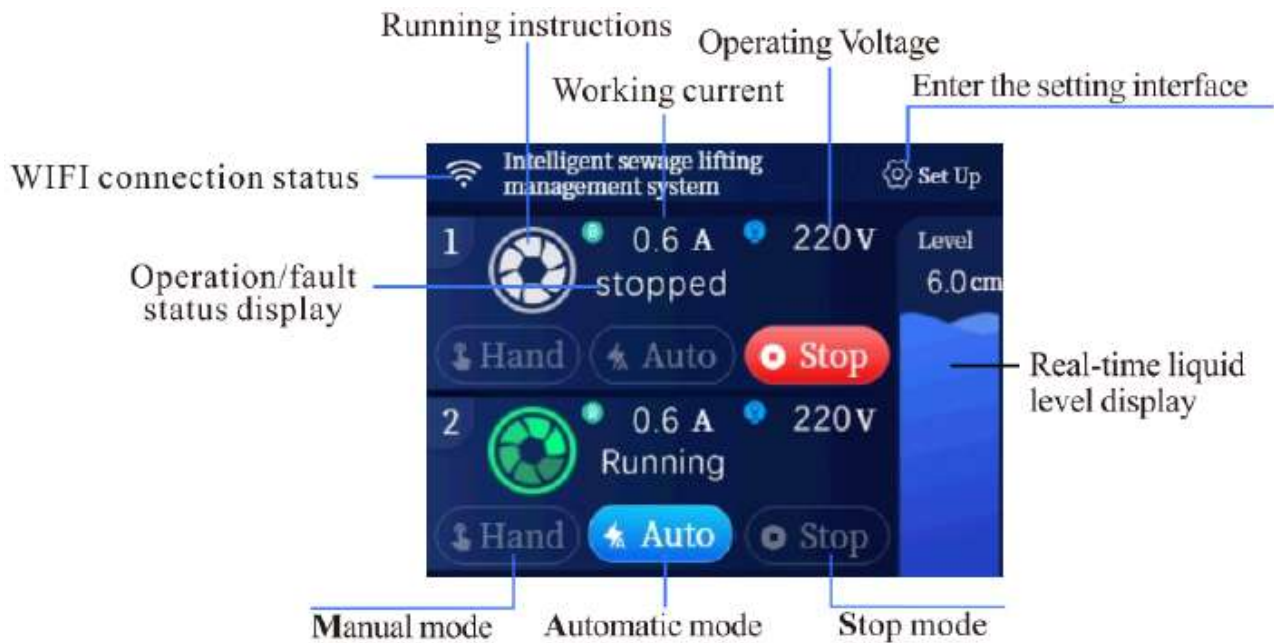 Running instructions
Operating Voltage
Working current
Enter the setting interface
WIFI connection status
Intelligent sewage lifting
management system
Set Up
1
0.6 A
220V
Level
6.0cm
Operation/fault
status display
stopped
Hand
Auto
Stop
Real-time liquid
level display
2
0.6 A
220V
Running
Hand
Auto
Stop
Manual mode
Automatic mode
Stop mode